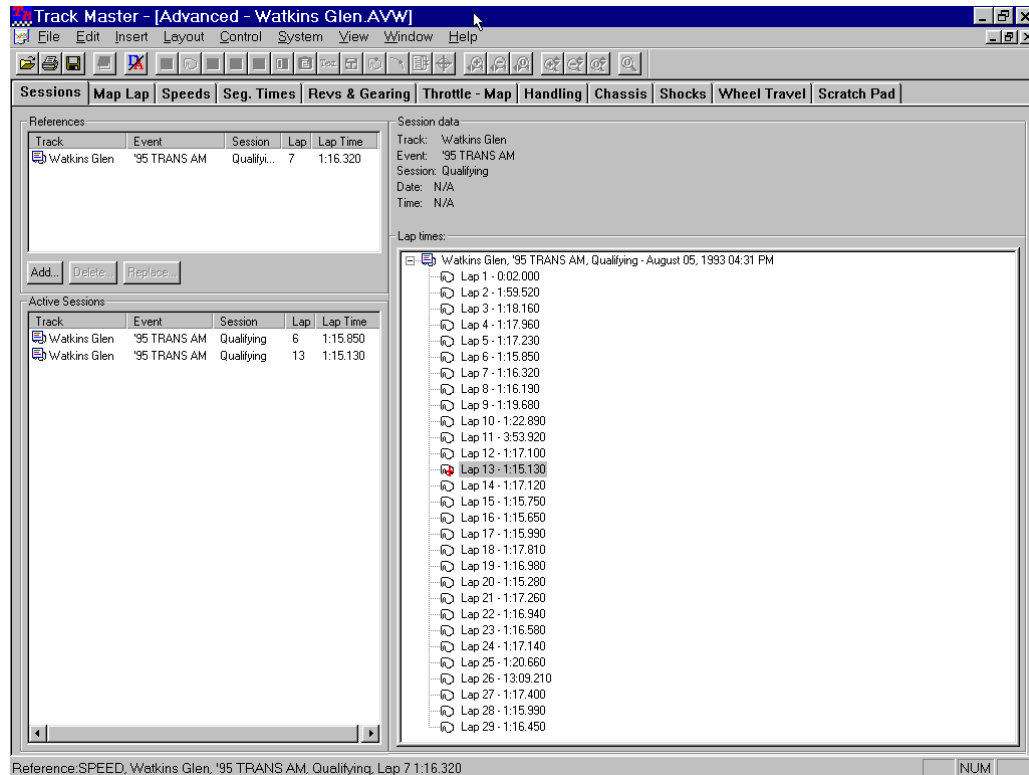 Track Master - [Advanced - Watkins Glen.AVW]
File Edit Insert Layout Control System View Window Help
Text
Sessions Map Lap Speeds Seg. Times Revs & Gearing Throttle - Map Handling Chassis Shocks Wheel Travel Scratch Pad
References
Track Event Session Lap Lap Time
Watkins Glen '95 TRANS AM Qualifyi... 7 1:16.320
Add... Delete... Replace...
Active Sessions
Track Event Session Lap Lap Time
Watkins Glen '95 TRANS AM Qualifying 6 1:15.850
Watkins Glen '95 TRANS AM Qualifying 13 1:15.130
Session data
Track: Watkins Glen
Event: '95 TRANS AM
Session: Qualifying
Date: N/A
Time: N/A
Lap times:
Watkins Glen, '95 TRANS AM, Qualifying - August 05, 1993 04:31 PM
Lap 1 - 0:02.000
Lap 2 - 1:59.520
Lap 3 - 1:18.160
Lap 4 - 1:17.960
Lap 5 - 1:17.230
Lap 6 - 1:15.850
Lap 7 - 1:16.320
Lap 8 - 1:16.190
Lap 9 - 1:19.680
Lap 10 - 1:22.890
Lap 11 - 3:53.920
Lap 12 - 1:17.100
Lap 13 - 1:15.130
Lap 14 - 1:17.120
Lap 15 - 1:15.750
Lap 16 - 1:15.650
Lap 17 - 1:15.990
Lap 18 - 1:17.810
Lap 19 - 1:16.980
Lap 20 - 1:15.280
Lap 21 - 1:17.260
Lap 22 - 1:16.940
Lap 23 - 1:16.580
Lap 24 - 1:17.140
Lap 25 - 1:20.660
Lap 26 - 13:09.210
Lap 27 - 1:17.400
Lap 28 - 1:15.990
Lap 29 - 1:16.450
Reference:SPEED, Watkins Glen, '95 TRANS AM, Qualifying, Lap 7 1:16.320 NUM